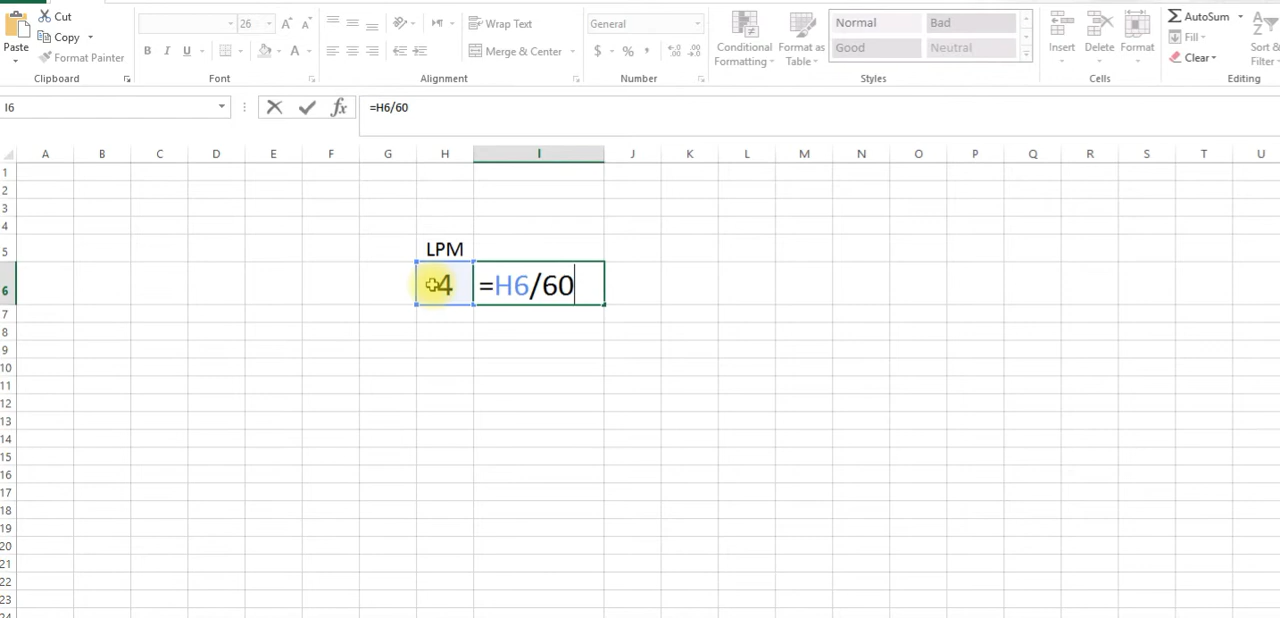 Cut
Copy
Format Painter
Paste
Clipboard
26
A A
B I U
A
Font
Wrap Text
Merge & Center
Alignment
General
$ % ,
Number
Conditional Formatting
Format as Table
Normal
Bad
Good
Neutral
Styles
Insert
Delete
Format
Cells
AutoSum
Fill
Clear
Sort &
Filter
Editing
I6
fx
=H6/60
A B C D E F G H I J K L M N O P Q R S T U
1
2
3
4
5 LPM
6 4 =H6/60
7
8
9
10
11
12
13
14
15
16
17
18
19
20
21
22
23
24